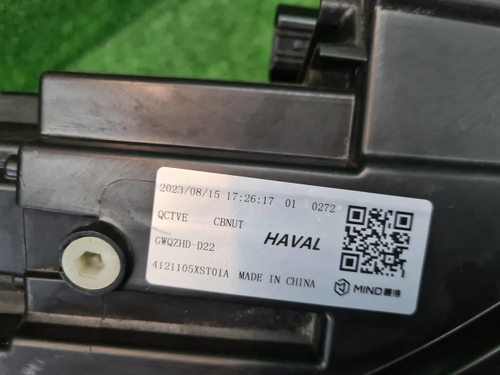 2023/08/15 17:26:17 01 0272
QCTVE CBNUT
GWQZHD-D22 HAVAL
4121105XST01A MADE IN CHINA MIND